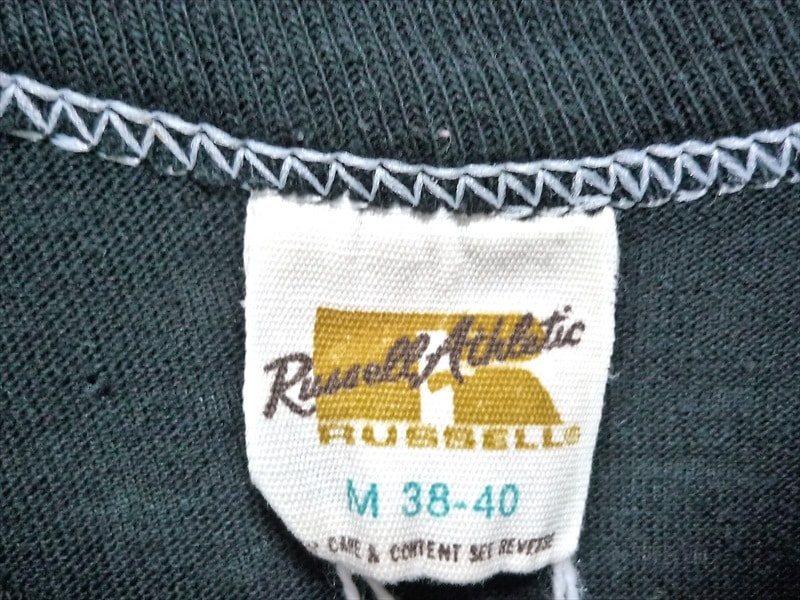 Russell Athletic
RUSSELL®
M 38-40
CARE & CONTENT SEE REVERSE